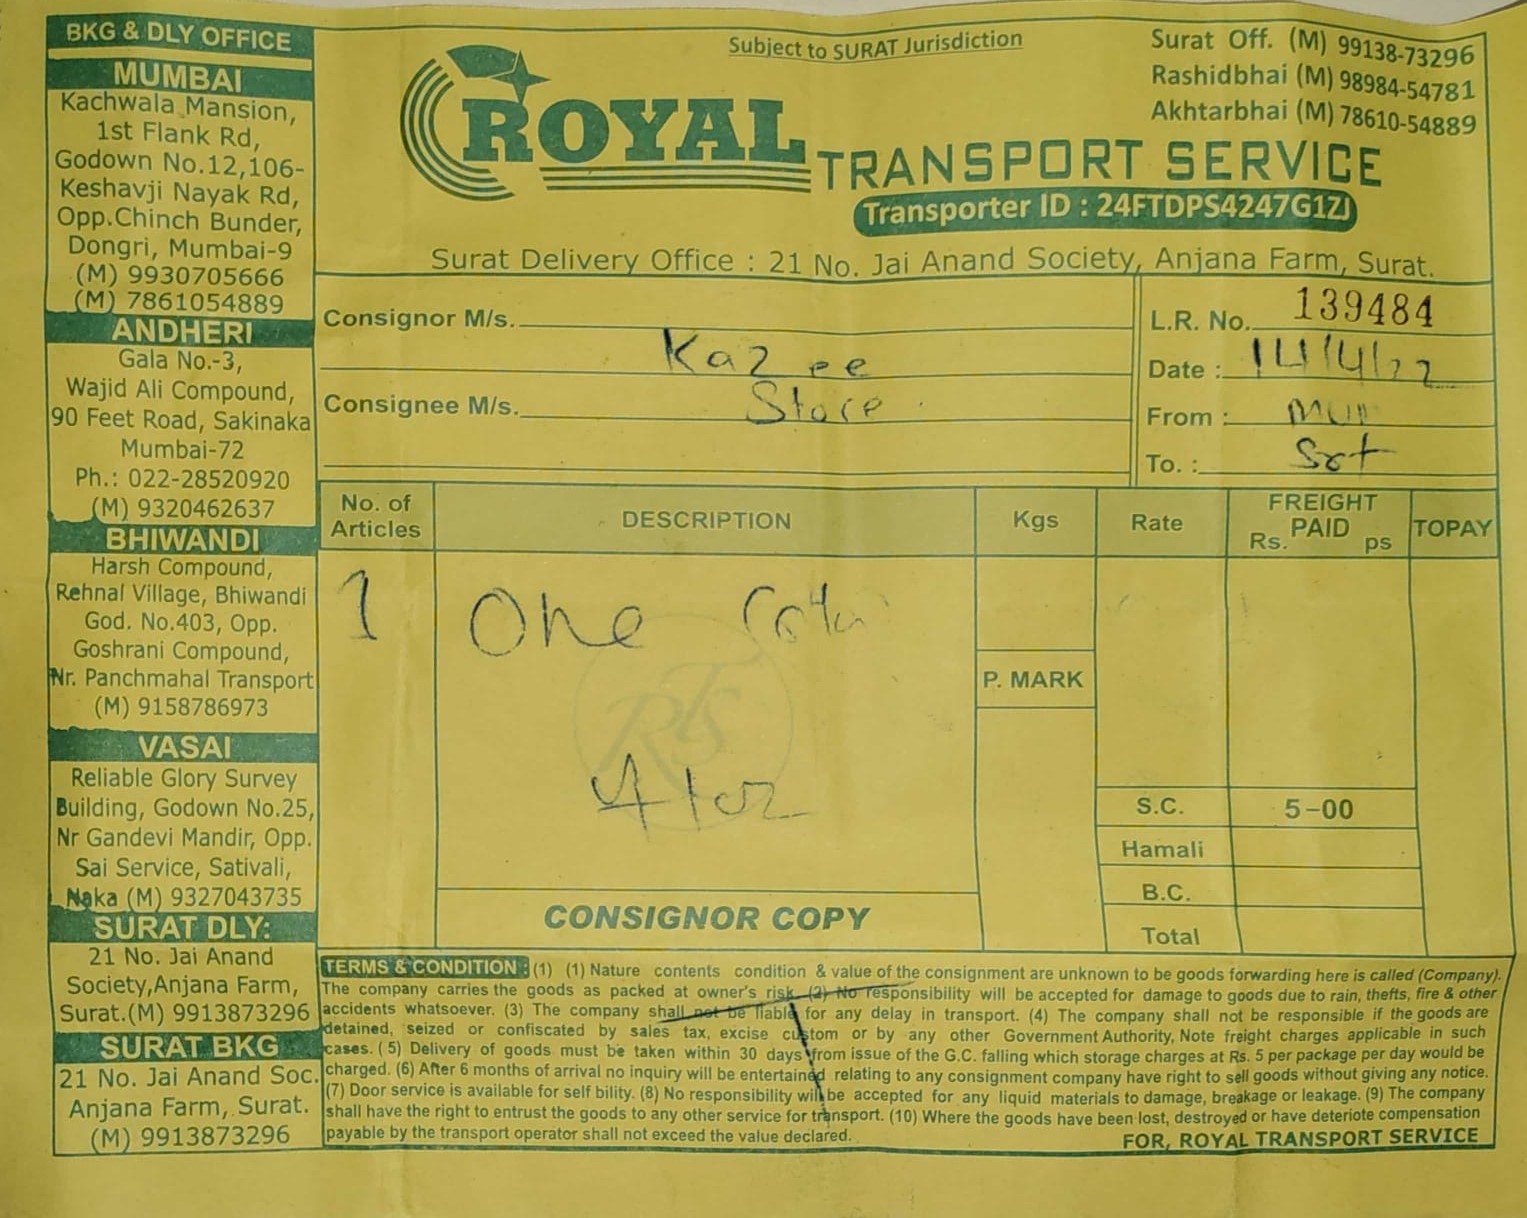 BKG & DLY OFFICE
MUMBAI
Kachwala Mansion,
1st Flank Rd,
Godown No.12,106-
Keshavji Nayak Rd,
Opp.Chinch Bunder,
Dongri, Mumbai-9
(M) 9930705666
(M) 7861054889
ANDHERI
Gala No.-3,
Wajid Ali Compound,
90 Feet Road, Sakinaka
Mumbai-72
Ph.: 022-28520920
(M) 9320462637
BHIWANDI
Harsh Compound,
Rehnal Village, Bhiwandi
God. No.403, Opp.
Goshrani Compound,
Nr. Panchmahal Transport
(M) 9158786973
VASAI
Reliable Glory Survey
Building, Godown No.25,
Nr Gandevi Mandir, Opp.
Sai Service, Sativali,
Naka (M) 9327043735
SURAT DLY:
21 No. Jai Anand
Society,Anjana Farm,
Surat.(M) 9913873296
SURAT BKG
21 No. Jai Anand Soc.
Anjana Farm, Surat.
(M) 9913873296
Subject to SURAT Jurisdiction
Surat Off. (M) 99138-73296
Rashidbhai (M) 98984-54781
Akhtarbhai (M) 78610-54889
ROYAL TRANSPORT SERVICE
Transporter ID : 24FTDPS4247G1ZJ
Surat Delivery Office : 21 No. Jai Anand Society, Anjana Farm, Surat.
Consignor M/s.
Kazee
Consignee M/s. Store
L.R. No. 139484
Date : 14/4/22
From : Mum
To. : Srt
No. of Articles DESCRIPTION Kgs Rate FREIGHT PAID Rs. ps TOPAY
1 One
RTS
P. MARK
S.C. 5-00
Hamali
B.C.
Total
CONSIGNOR COPY
TERMS & CONDITION : (1) (1) Nature contents condition & value of the consignment are unknown to be goods forwarding here is called (Company).
The company carries the goods as packed at owner's risk. (2) No responsibility will be accepted for damage to goods due to rain, thefts, fire & other
accidents whatsoever. (3) The company shall not be liable for any delay in transport. (4) The company shall not be responsible if the goods are
detained, seized or confiscated by sales tax, excise custom or by any other Government Authority, Note freight charges applicable in such
cases. ( 5) Delivery of goods must be taken within 30 days from issue of the G.C. falling which storage charges at Rs. 5 per package per day would be
charged. (6) After 6 months of arrival no inquiry will be entertained relating to any consignment company have right to sell goods without giving any notice.
(7) Door service is available for self bility. (8) No responsibility will be accepted for any liquid materials to damage, breakage or leakage. (9) The company
shall have the right to entrust the goods to any other service for transport. (10) Where the goods have been lost, destroyed or have deteriote compensation
payable by the transport operator shall not exceed the value declared.
FOR, ROYAL TRANSPORT SERVICE